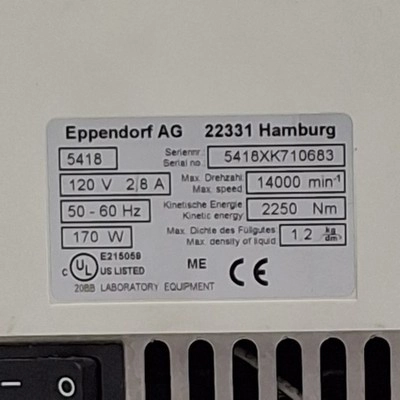 Eppendorf AG 22331 Hamburg
5418 Seriennr.: 5418XK710683
Serial no.:
120 V 2,8 A Max. Drehzahl: 14000 min⁻¹
Max. speed
50 - 60 Hz Kinetische Energie 2250 Nm
Kinetic energy:
170 W Max. Dichte des Füllgutes: 1,2 kg/dm³
Max. density of liquid:
c UL US LISTED E215059 ME CE
20BB LABORATORY EQUIPMENT
– O